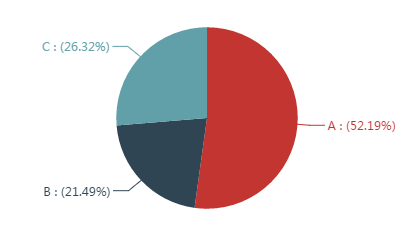 C : (26.32%)
A : (52.19%)
B : (21.49%)